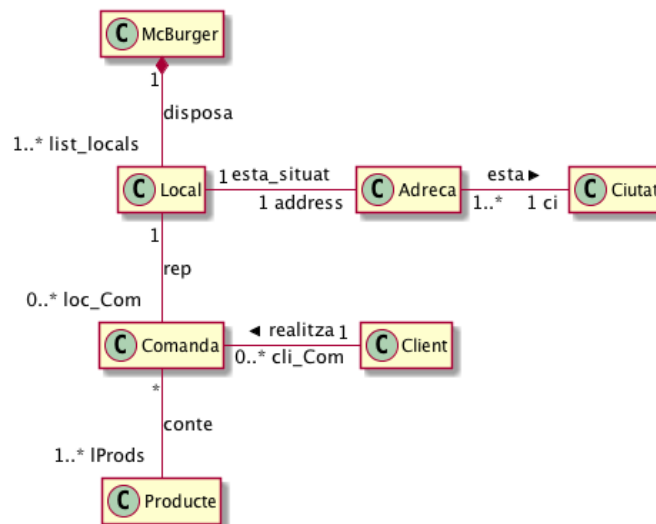 C McBurger
1
disposa
1..* list_locals
C Local
1 esta_situat
1 address
C Adreca
esta ►
1..*
1 ci
C Ciutat
1
rep
0..* loc_Com
C Comanda
◄ realitza 1
0..* cli_Com
C Client
*
conte
1..* lProds
C Producte